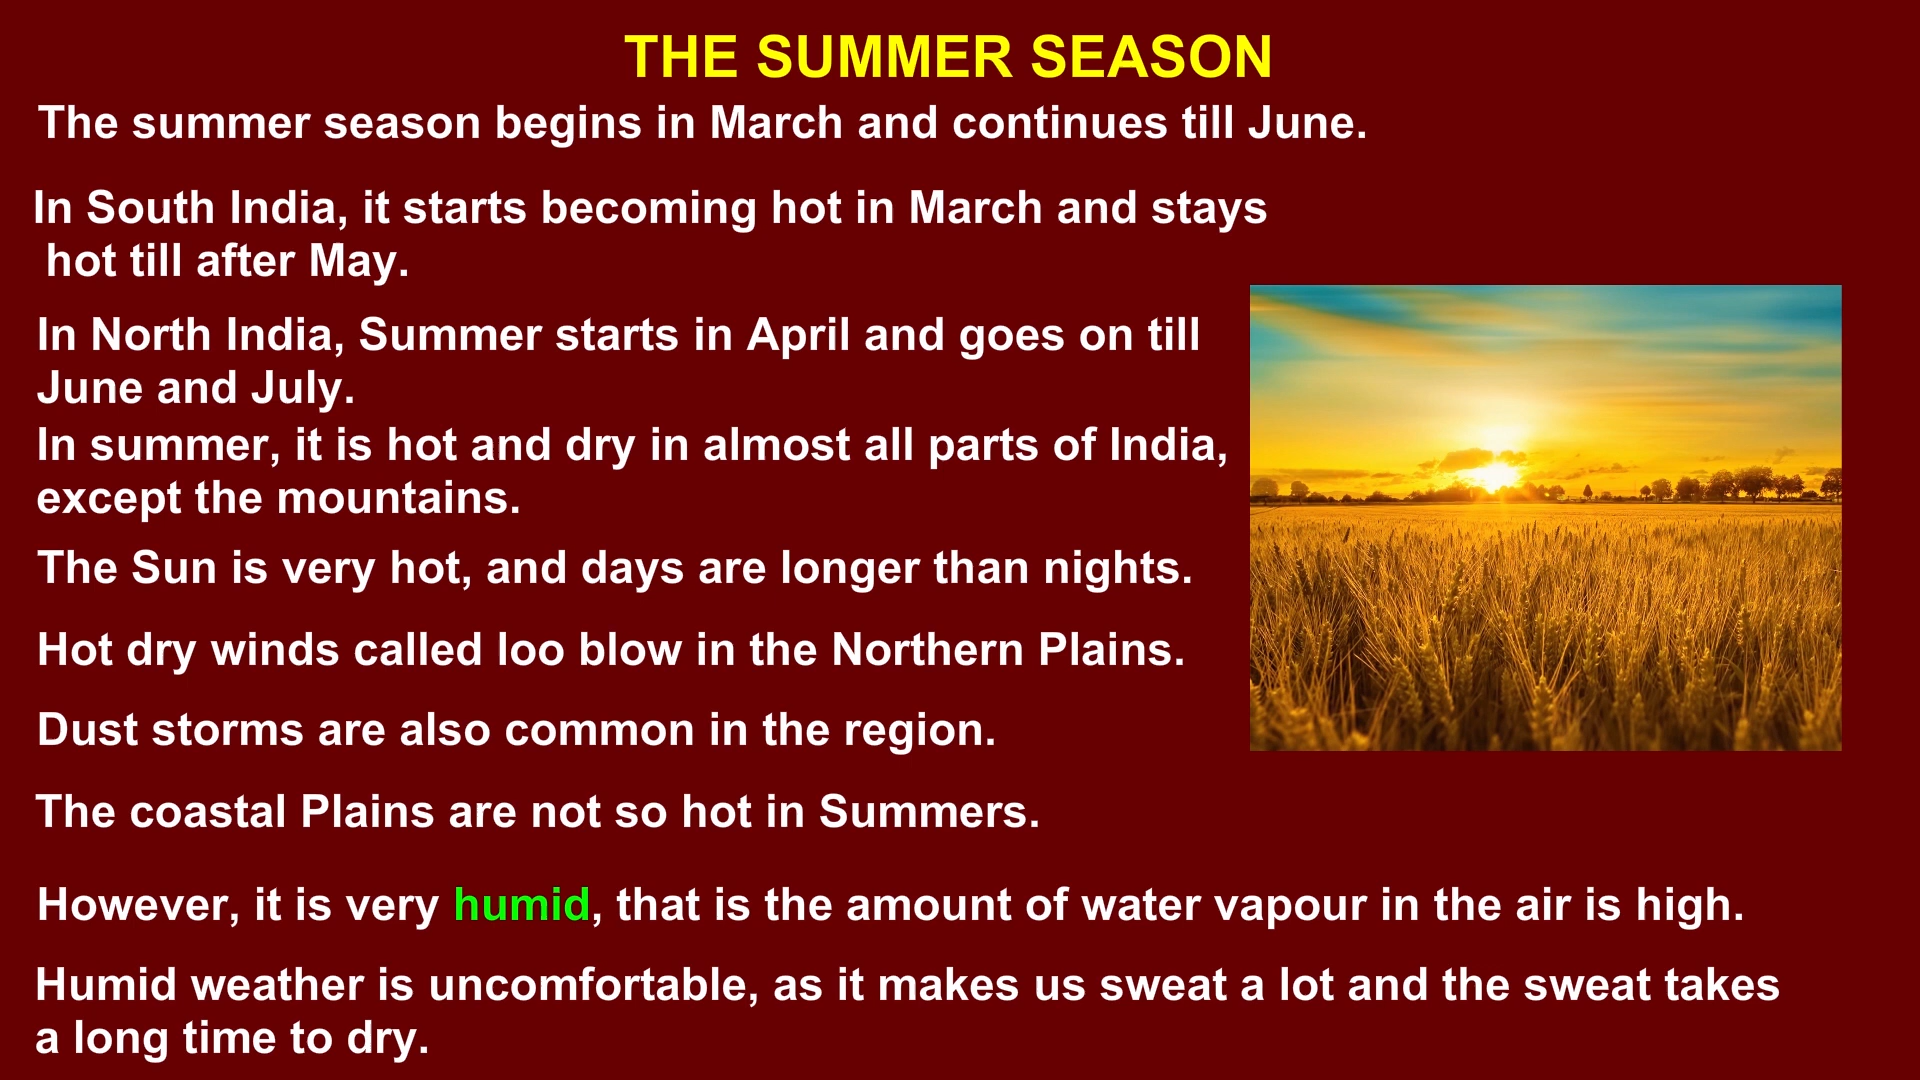 THE SUMMER SEASON
The summer season begins in March and continues till June.
In South India, it starts becoming hot in March and stays
hot till after May.
In North India, Summer starts in April and goes on till
June and July.
In summer, it is hot and dry in almost all parts of India,
except the mountains.
The Sun is very hot, and days are longer than nights.
Hot dry winds called loo blow in the Northern Plains.
Dust storms are also common in the region.
The coastal Plains are not so hot in Summers.
However, it is very humid, that is the amount of water vapour in the air is high.
Humid weather is uncomfortable, as it makes us sweat a lot and the sweat takes
a long time to dry.